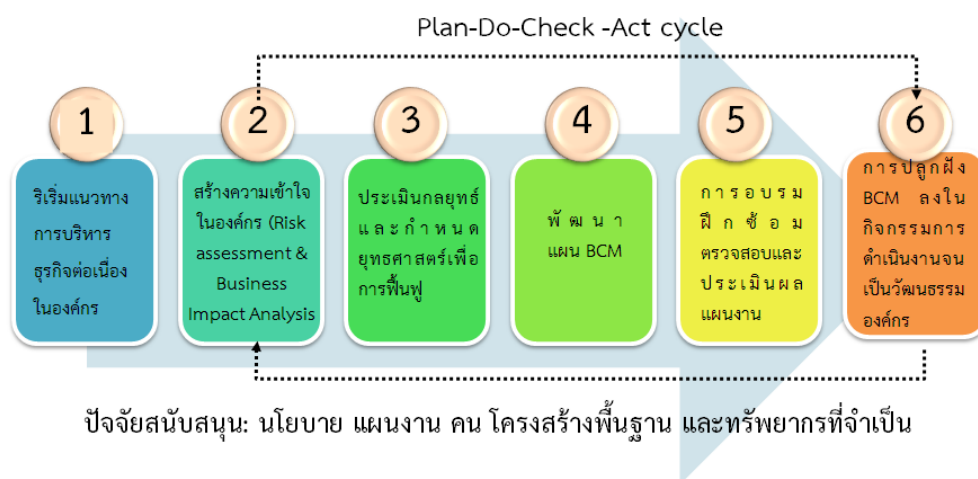 Plan-Do-Check -Act cycle
1
2
3
4
5
6
ริเริ่มแนวทาง
การบริหาร
ธุรกิจต่อเนื่อง
ในองค์กร
สร้างความเข้าใจ
ในองค์กร (Risk
assessment &
Business
Impact Analysis
ประเมินกลยุทธ์
และกำหนด
ยุทธศาสตร์เพื่อ
การฟื้นฟู
พัฒนา
แผน BCM
การอบรม
ฝึกซ้อม
ตรวจสอบและ
ประเมินผล
แผนงาน
การปลูกฝัง
BCM ลงใน
กิจกรรมการ
ดำเนินงานจน
เป็นวัฒนธรรม
องค์กร
ปัจจัยสนับสนุน: นโยบาย แผนงาน คน โครงสร้างพื้นฐาน และทรัพยากรที่จำเป็น